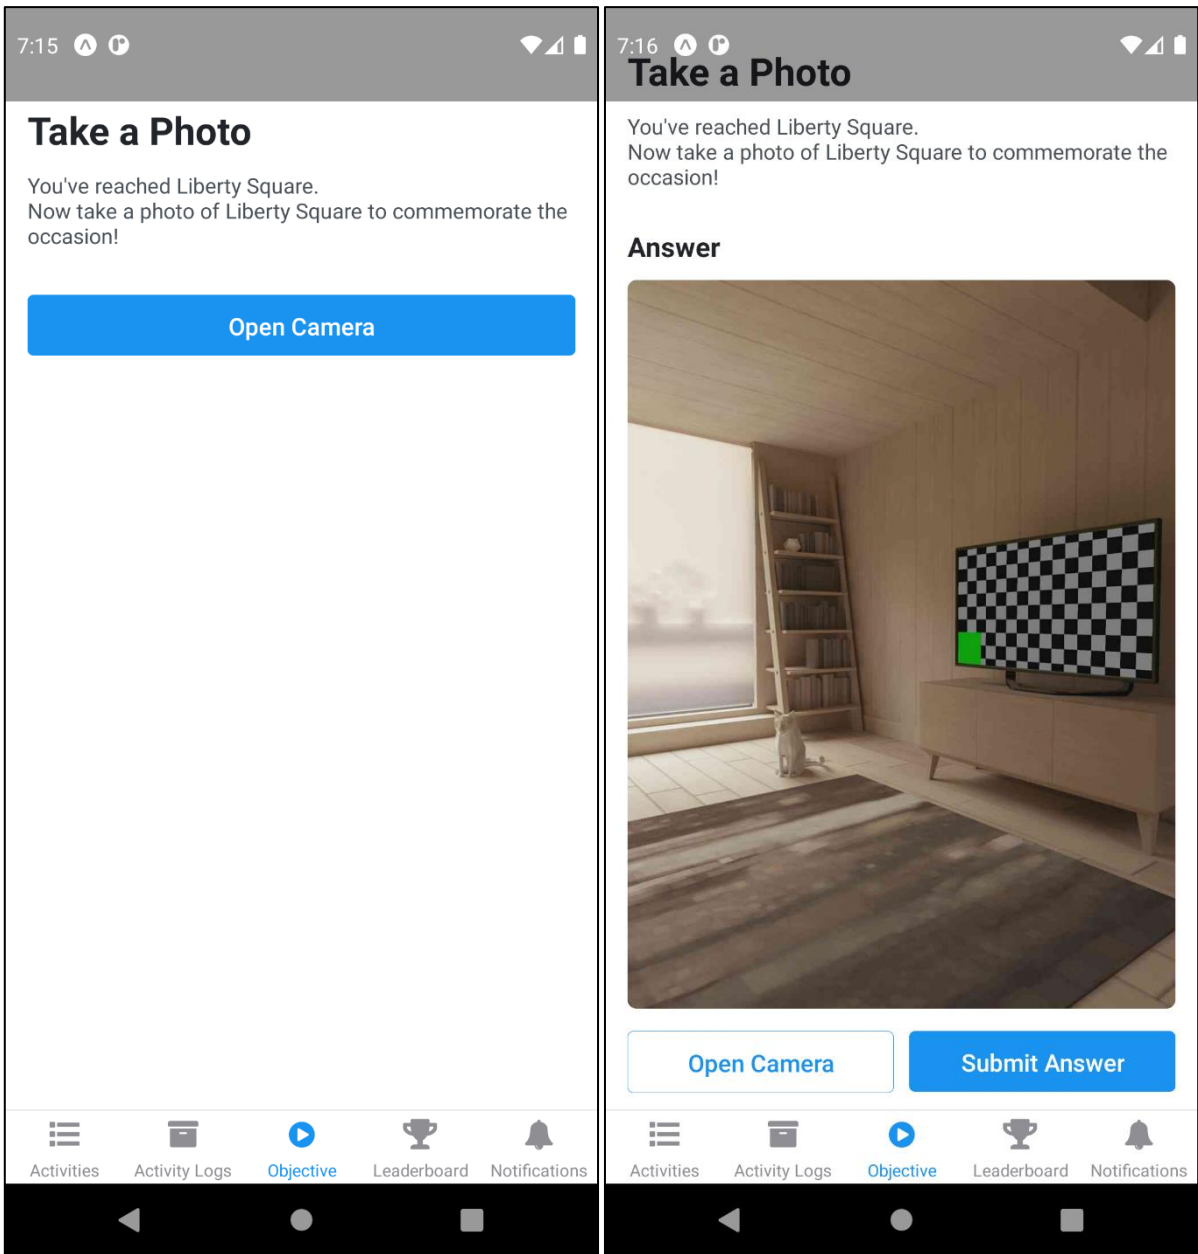 7:15
Take a Photo
You've reached Liberty Square.
Now take a photo of Liberty Square to commemorate the
occasion!
Open Camera
Activities
Activity Logs
Objective
Leaderboard
Notifications
7:16
Take a Photo
You've reached Liberty Square.
Now take a photo of Liberty Square to commemorate the
occasion!
Answer
Open Camera
Submit Answer
Activities
Activity Logs
Objective
Leaderboard
Notifications